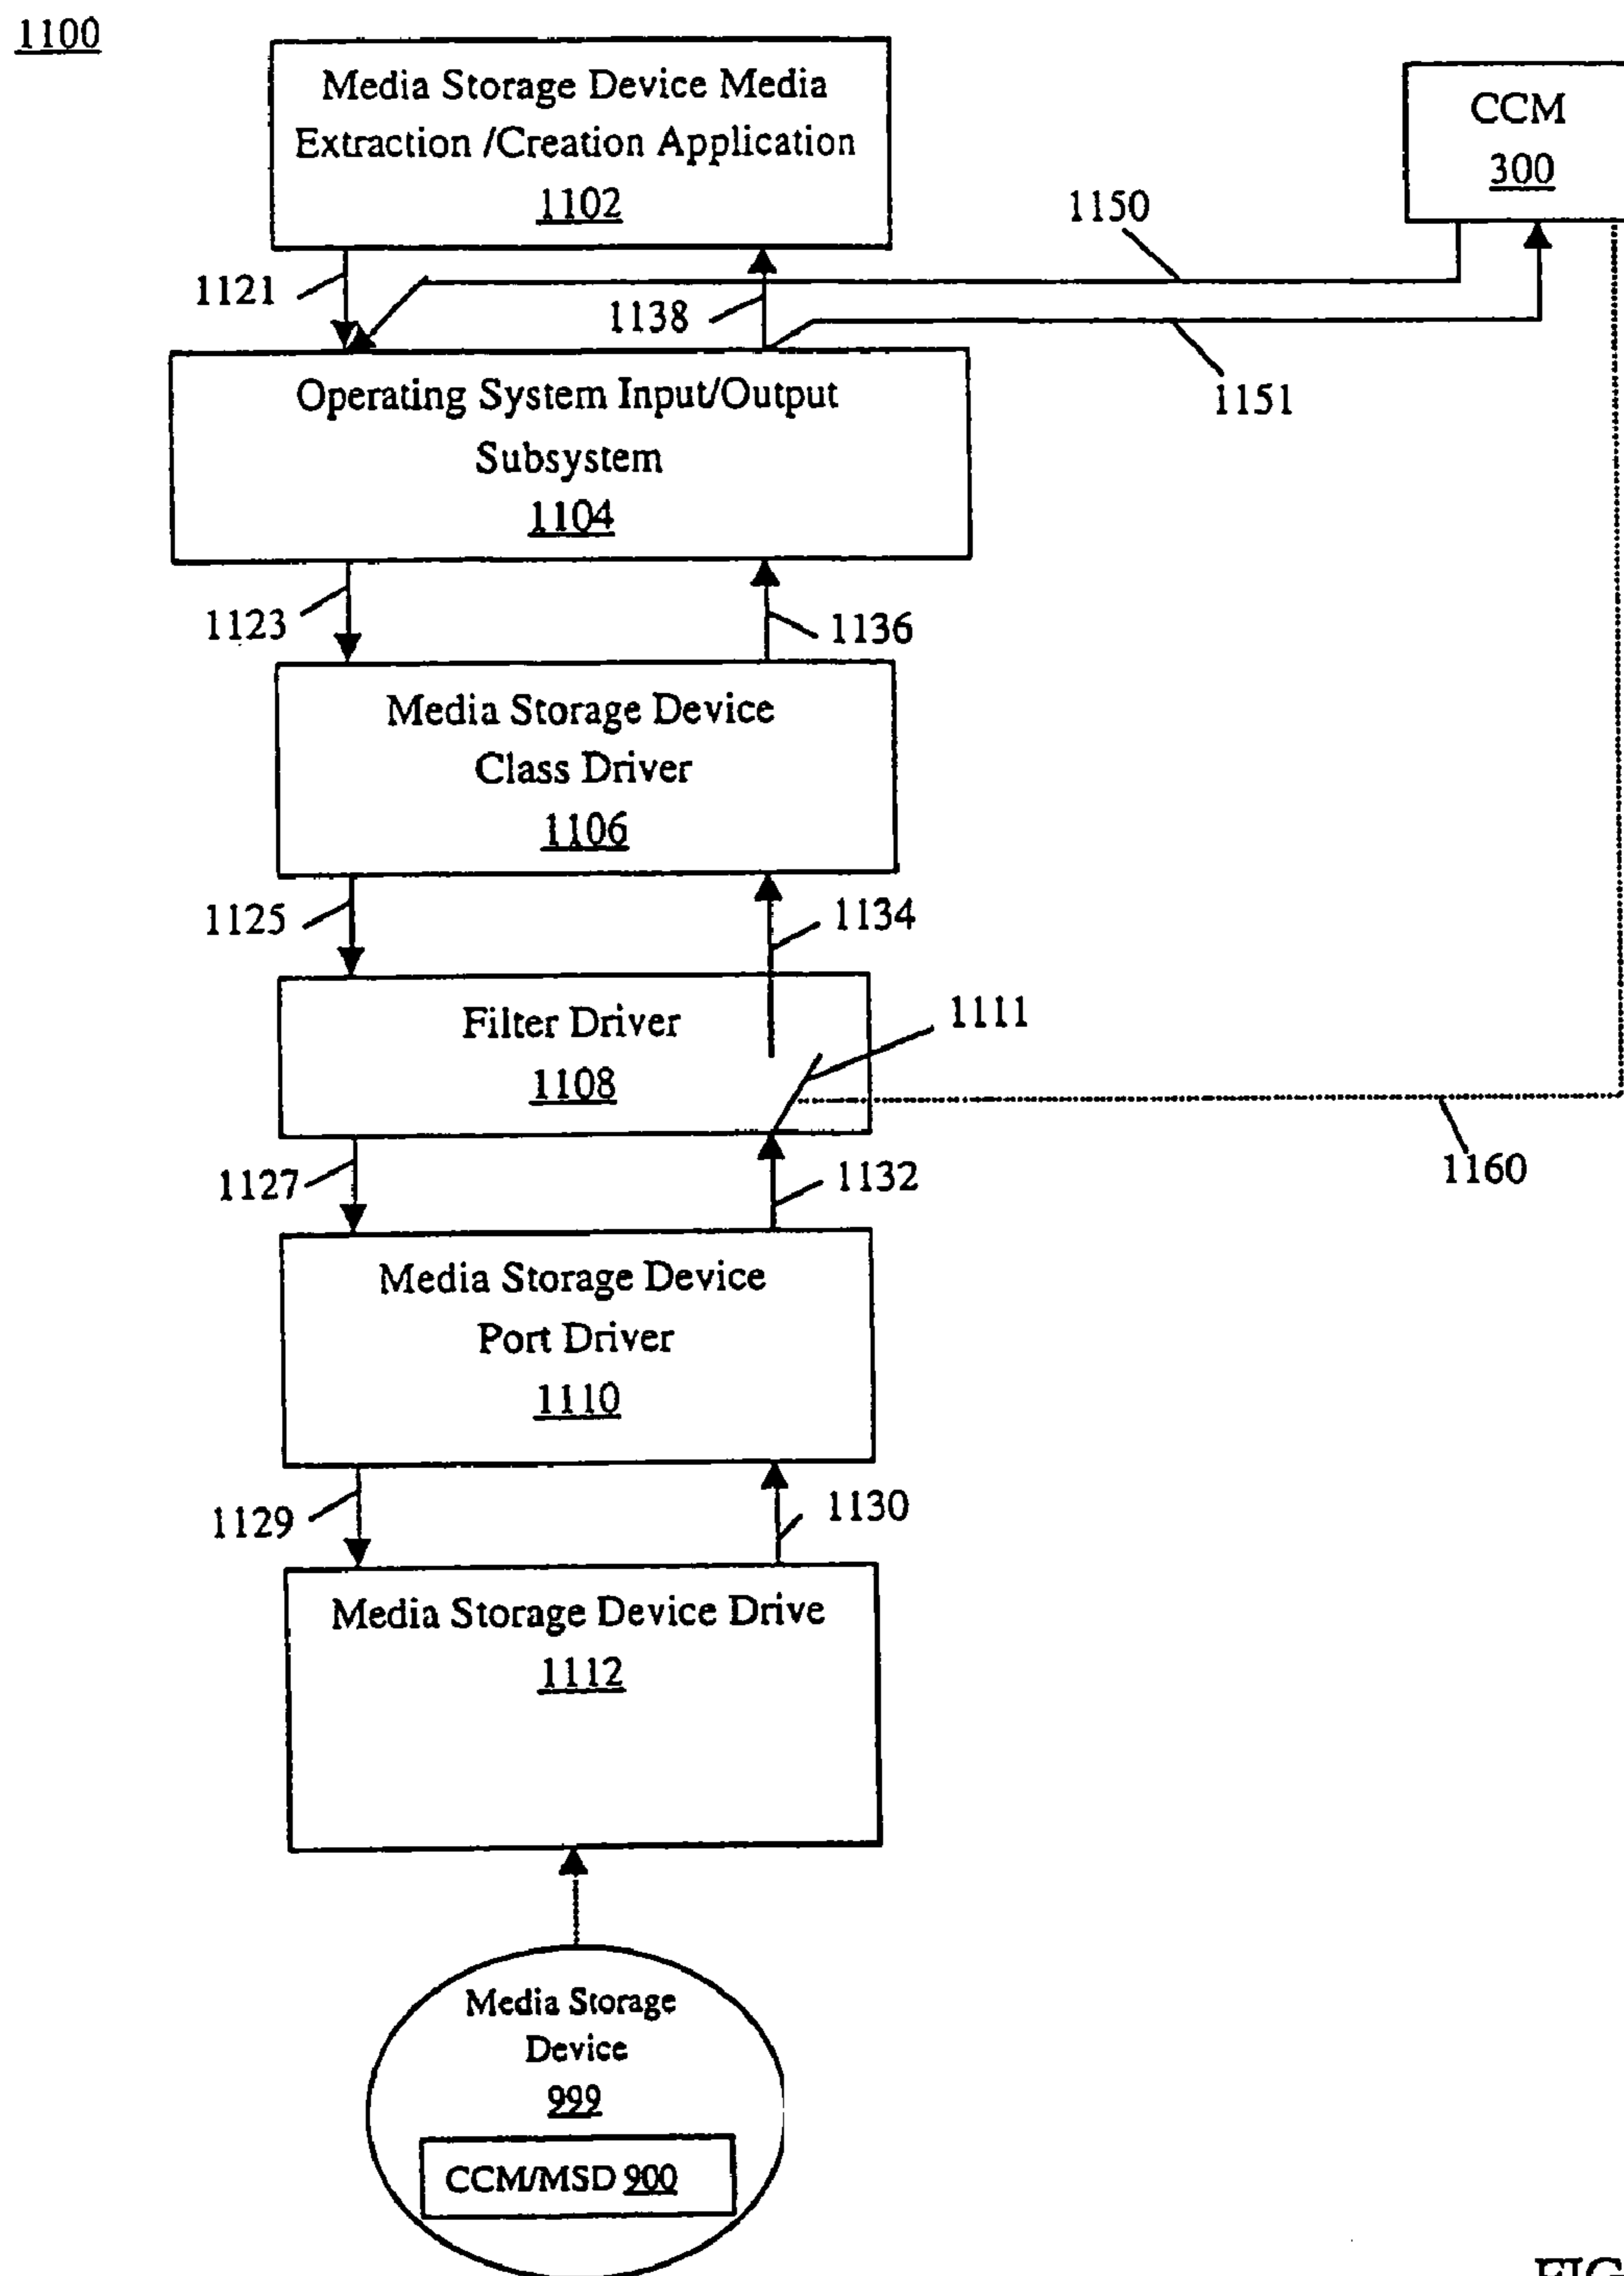 1100
Media Storage Device Media
Extraction /Creation Application
1102
CCM
300
1150
1121
1138
1151
Operating System Input/Output
Subsystem
1104
1123
1136
Media Storage Device
Class Driver
1106
1125
1134
Filter Driver
1108
1111
1127
1132
1160
Media Storage Device
Port Driver
1110
1129
1130
Media Storage Device Drive
1112
Media Storage
Device
999
CCM/MSD 900
FIG